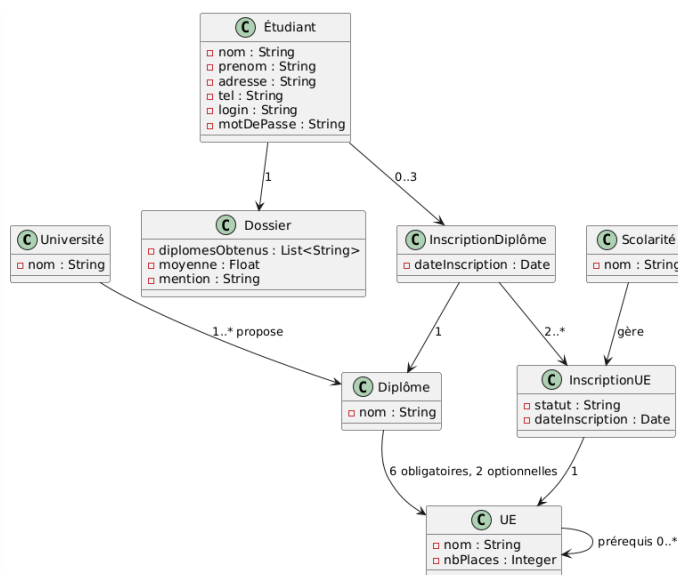 C Étudiant
nom : String
prenom : String
adresse : String
tel : String
login : String
motDePasse : String
1
0..3
C Université
nom : String
C Dossier
diplomesObtenus : List<String>
moyenne : Float
mention : String
C InscriptionDiplôme
dateInscription : Date
C Scolarité
nom : String
1..* propose
1
2..*
gère
C Diplôme
nom : String
C InscriptionUE
statut : String
dateInscription : Date
6 obligatoires, 2 optionnelles
1
C UE
nom : String
nbPlaces : Integer
prérequis 0..*